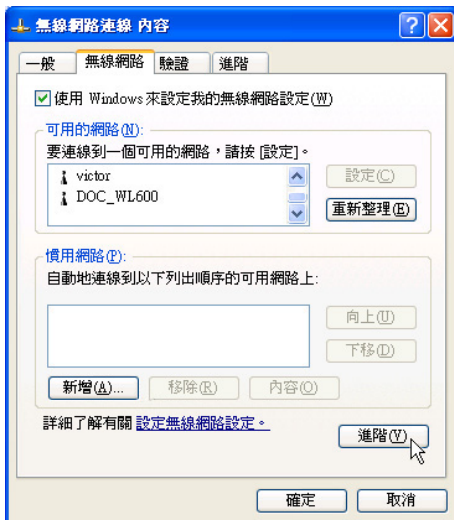 無線網路連線 內容
一般 無線網路 驗證 進階
使用 Windows 來設定我的無線網路設定(W)
可用的網路(N):
要連線到一個可用的網路，請按 [設定]。
victor
DOC_WL600
設定(C)
重新整理(E)
慣用網路(P):
自動地連線到以下列出順序的可用網路上:
向上(U)
下移(D)
新增(A)... 移除(R) 內容(O)
詳細了解有關 設定無線網路設定。
進階(V)
確定 取消